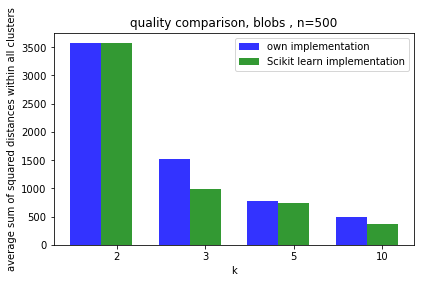 quality comparison, blobs , n=500
own implementation
Scikit learn implementation
average sum of squared distances within all clusters
3500
3000
2500
2000
1500
1000
500
0
2
3
5
10
k